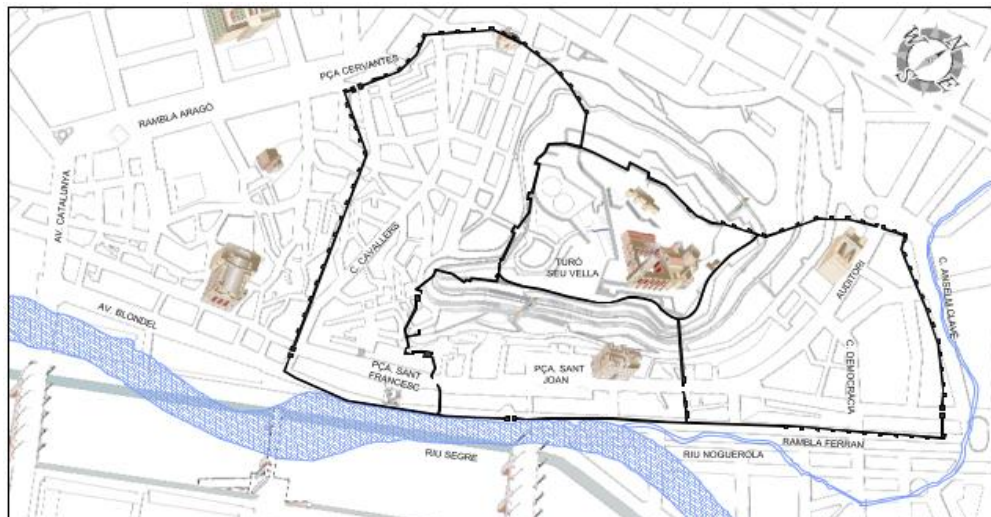 PÇA CERVANTES
RAMBLA ARAGÓ
AV. CATALUNYA
C. CAVALLERS
AV. BLONDEL
TURÓ
SEU VELLA
AUDITORI
C. ANSELM CLAVÉ
C. DEMOCRÀCIA
PÇA. SANT
FRANCESC
PÇA. SANT
JOAN
RIU SEGRE
RIU NOGUEROLA
RAMBLA FERRAN
N
E
S
W